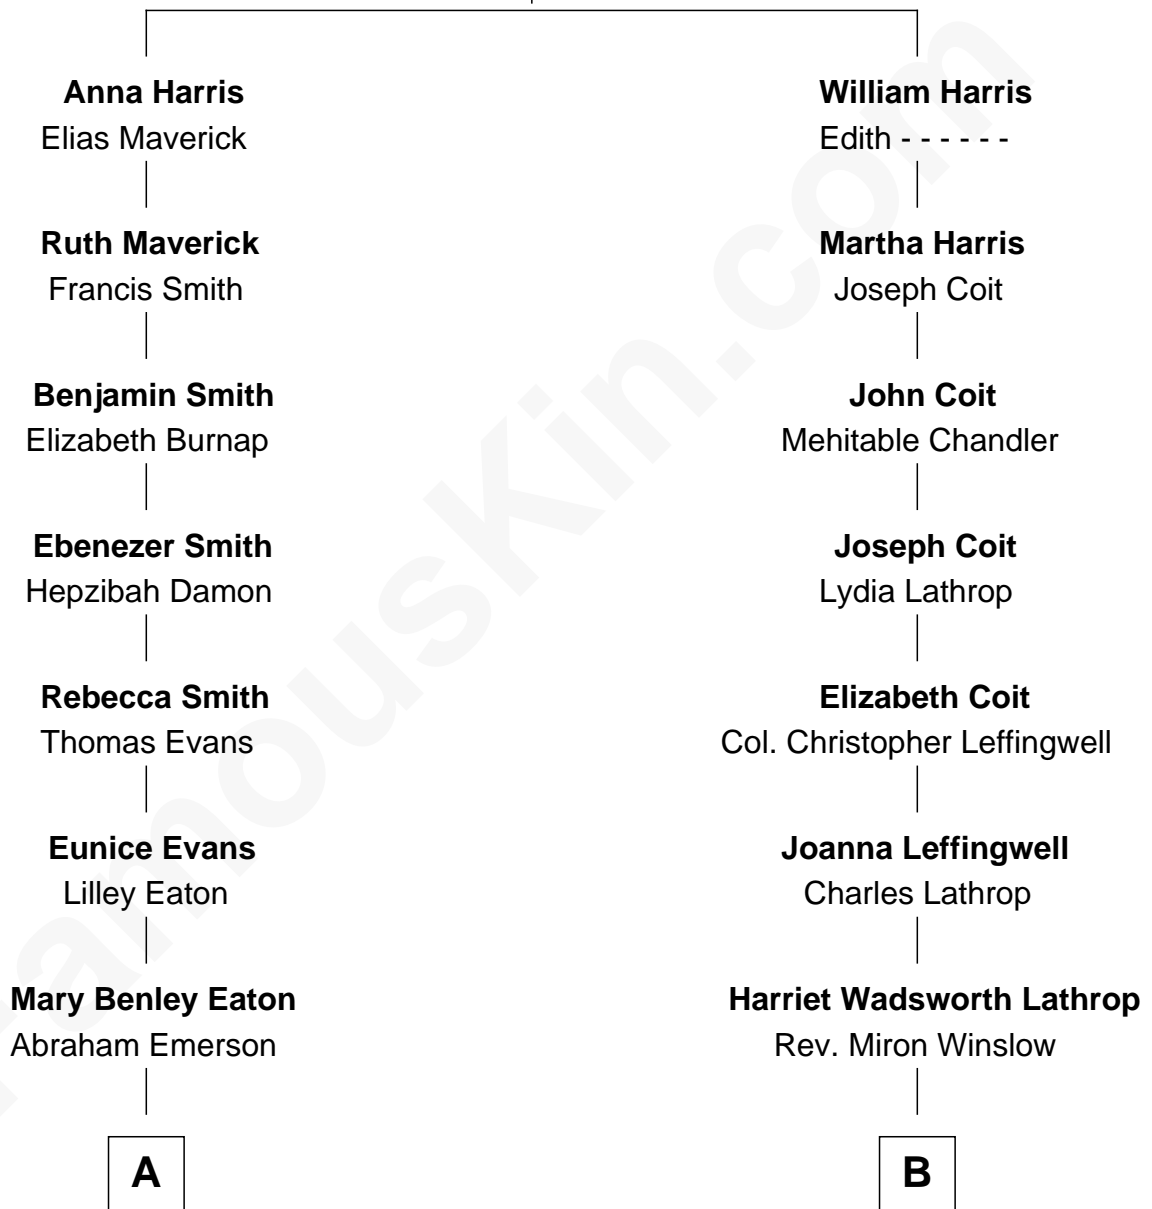 Anna Harris
Elias Maverick
Ruth Maverick
Francis Smith
Benjamin Smith
Elizabeth Burnap
Ebenezer Smith
Hepzibah Damon
Rebecca Smith
Thomas Evans
Eunice Evans
Lilley Eaton
Mary Benley Eaton
Abraham Emerson
A
William Harris
Edith - - - - - -
Martha Harris
Joseph Coit
John Coit
Mehitable Chandler
Joseph Coit
Lydia Lathrop
Elizabeth Coit
Col. Christopher Leffingwell
Joanna Leffingwell
Charles Lathrop
Harriet Wadsworth Lathrop
Rev. Miron Winslow
B
FamousKin.com